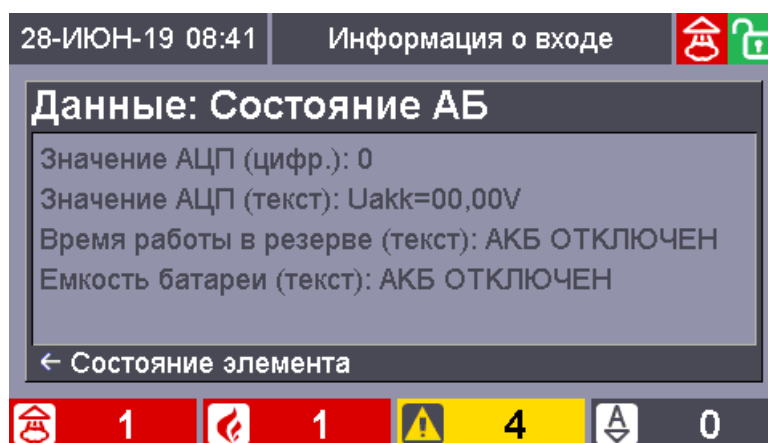 28-ИЮН-19 08:41
Информация о входе
Данные: Состояние АБ
Значение АЦП (цифр.): 0
Значение АЦП (текст): Uakk=00,00V
Время работы в резерве (текст): АКБ ОТКЛЮЧЕН
Емкость батареи (текст): АКБ ОТКЛЮЧЕН
← Состояние элемента
1 1 4 A 0